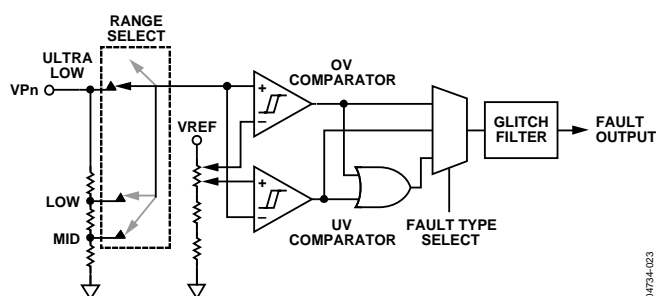 RANGE
SELECT
ULTRA
LOW
VPn
LOW
MID
VREF
+
−
OV
COMPARATOR
+
−
UV
COMPARATOR
FAULT TYPE
SELECT
GLITCH
FILTER
FAULT
OUTPUT
04734-023